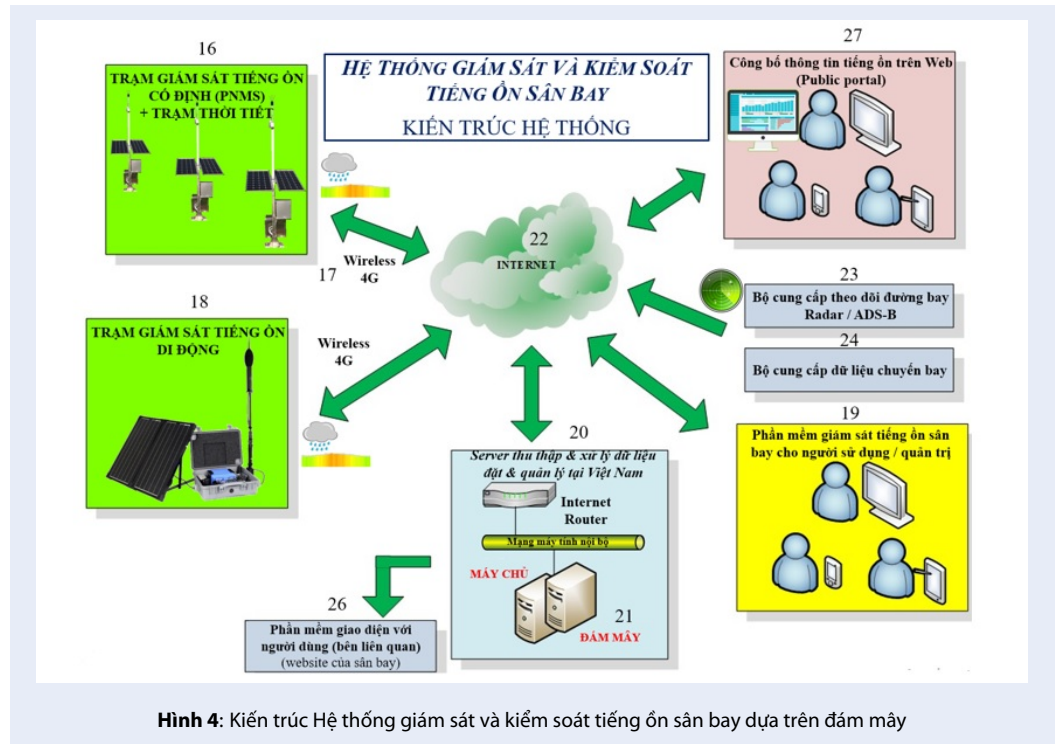 16
TRẠM GIÁM SÁT TIẾNG ỒN
CỐ ĐỊNH (PNMS)
+ TRẠM THỜI TIẾT
HỆ THỐNG GIÁM SÁT VÀ KIỂM SOÁT
TIẾNG ỒN SÂN BAY
KIẾN TRÚC HỆ THỐNG
27
Công bố thông tin tiếng ồn trên Web
(Public portal)
17
Wireless
4G
22
INTERNET
23
Bộ cung cấp theo dõi đường bay
Radar / ADS-B
24
Bộ cung cấp dữ liệu chuyến bay
18
TRẠM GIÁM SÁT TIẾNG ỒN
DI ĐỘNG
Wireless
4G
19
Phần mềm giám sát tiếng ồn sân
bay cho người sử dụng / quản trị
20
Server thu thập & xử lý dữ liệu
đặt & quản lý tại Việt Nam
Internet
Router
Mạng máy tính nội bộ
MÁY CHỦ
21
ĐÁM MÂY
26
Phần mềm giao diện với
người dùng (bên liên quan)
(website của sân bay)
Hình 4: Kiến trúc Hệ thống giám sát và kiểm soát tiếng ồn sân bay dựa trên đám mây